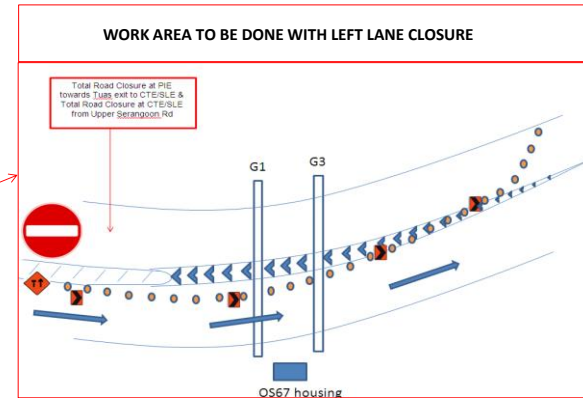 WORK AREA TO BE DONE WITH LEFT LANE CLOSURE
Total Road Closure at PIE
towards Tuas exit to CTE/SLE &
Total Road Closure at CTE/SLE
from Upper Serangoon Rd
G1
G3
OS67 housing